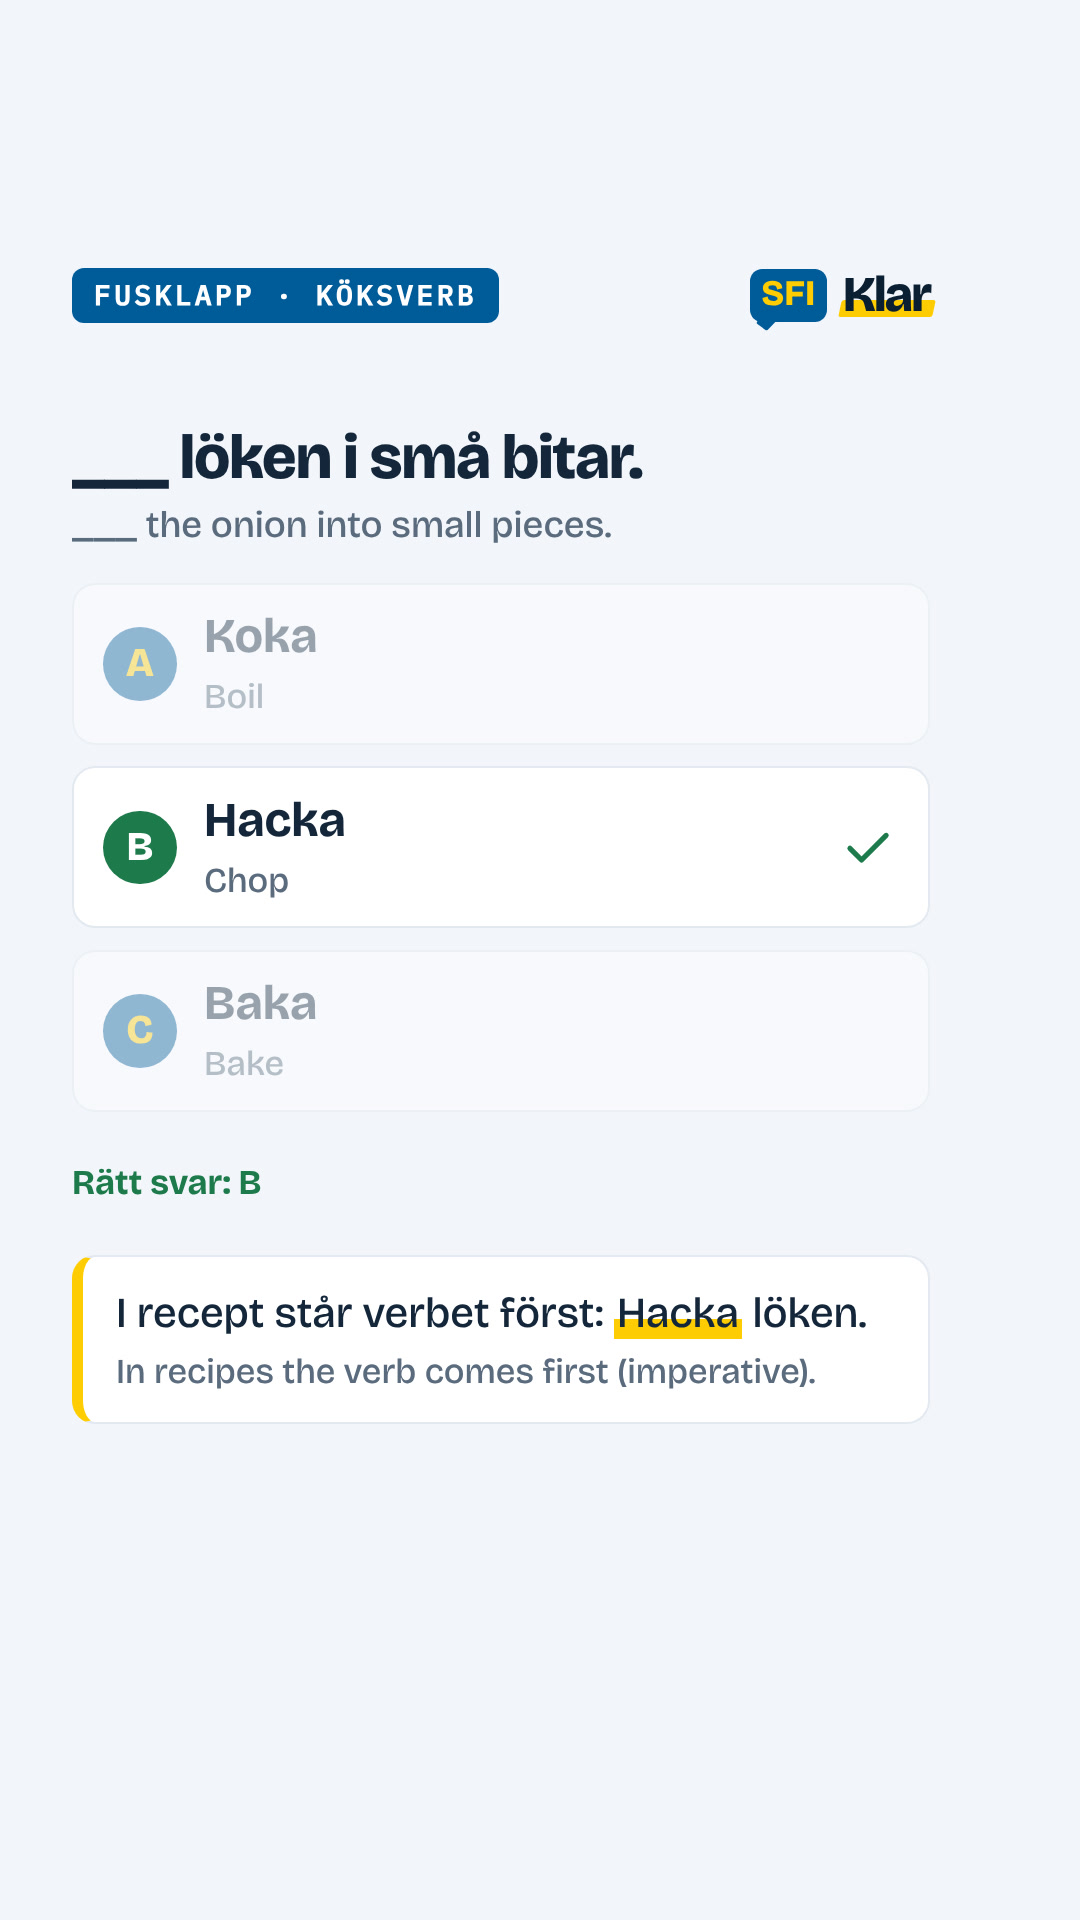 FUSKLAPP · KÖKSVERB
SFI Klar
___ löken i små bitar.
___ the onion into small pieces.
A
Koka
Boil
B
Hacka
Chop
C
Baka
Bake
Rätt svar: B
I recept står verbet först: Hacka löken.
In recipes the verb comes first (imperative).